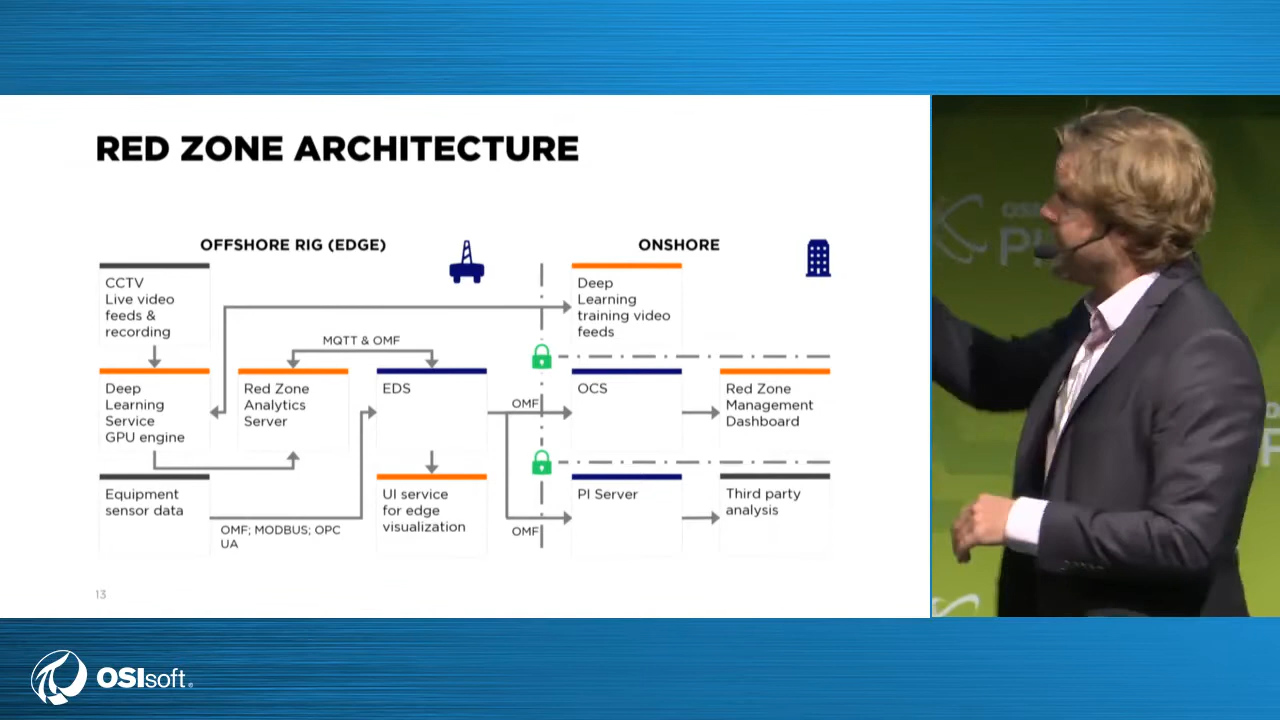 RED ZONE ARCHITECTURE
OFFSHORE RIG (EDGE)
ONSHORE
CCTV
Live video
feeds &
recording
Deep
Learning
training video
feeds
MQTT & OMF
Deep
Learning
Service
GPU engine
Red Zone
Analytics
Server
EDS
OMF
OCS
Red Zone
Management
Dashboard
Equipment
sensor data
OMF; MODBUS; OPC
UA
UI service
for edge
visualization
OMF
PI Server
Third party
analysis
13
OSIsoft.